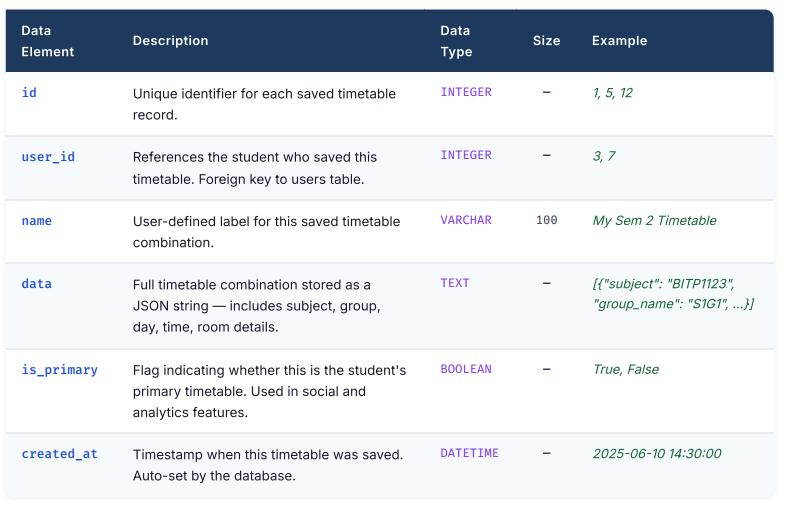 Data Element Description Data Type Size Example
id Unique identifier for each saved timetable record. INTEGER – 1, 5, 12
user_id References the student who saved this timetable. Foreign key to users table. INTEGER – 3, 7
name User-defined label for this saved timetable combination. VARCHAR 100 My Sem 2 Timetable
data Full timetable combination stored as a JSON string — includes subject, group, day, time, room details. TEXT – [{"subject": "BITP1123", "group_name": "S1G1", ...}]
is_primary Flag indicating whether this is the student's primary timetable. Used in social and analytics features. BOOLEAN – True, False
created_at Timestamp when this timetable was saved. Auto-set by the database. DATETIME – 2025-06-10 14:30:00